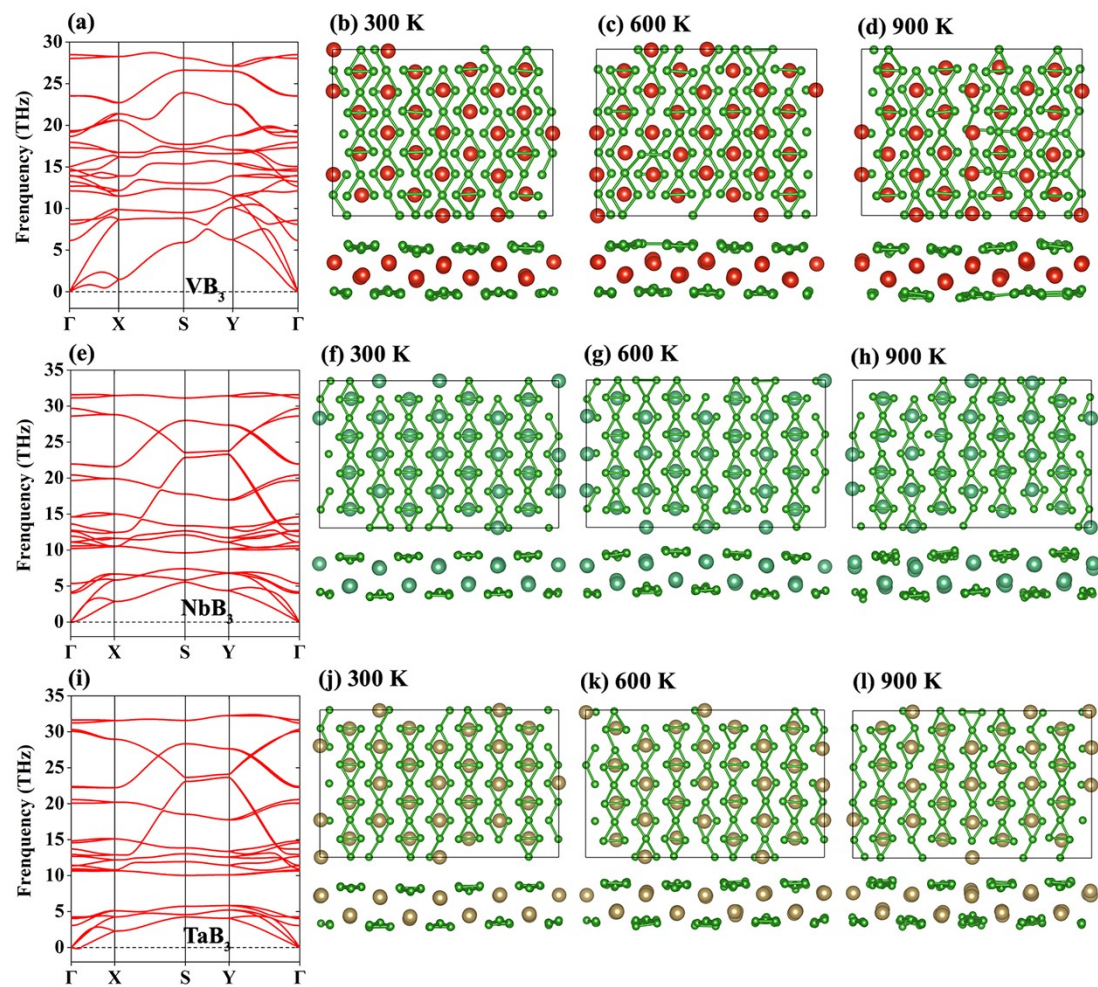 (a)
(b) 300 K
(c) 600 K
(d) 900 K
Frenquency (THz)
30
25
20
15
10
5
0
VB3
Γ X S Y Γ
(e)
(f) 300 K
(g) 600 K
(h) 900 K
Frenquency (THz)
35
30
25
20
15
10
5
0
NbB3
Γ X S Y Γ
(i)
(j) 300 K
(k) 600 K
(l) 900 K
Frenquency (THz)
35
30
25
20
15
10
5
0
TaB3
Γ X S Y Γ